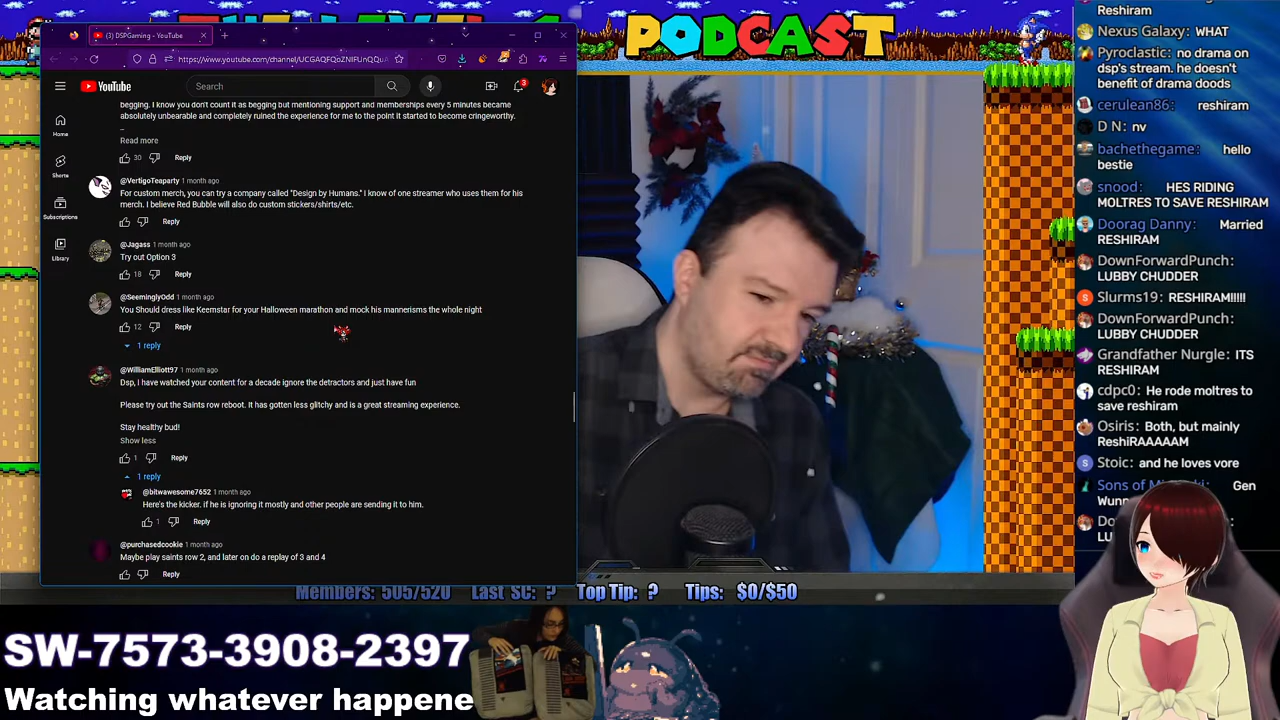 PODCAST
(3) DSPGaming - YouTube
YouTube
Search
3
Home
Shorts
Subscriptions
Library
begging. I know you don't count it as begging but mentioning support and memberships every 5 minutes became
absolutely unbearable and completely ruined the experience for me to the point it started to become cringeworthy.
Read more
30 Reply
@VertigoTeaparty 1 month ago
For custom merch, you can try a company called "Design by Humans." I know of one streamer who uses them for his
merch. I believe Red Bubble will also do custom stickers/shirts/etc.
Reply
@Jagass 1 month ago
Try out Option 3
18 Reply
@SeeminglyOdd 1 month ago
You Should dress like Keemstar for your Halloween marathon and mock his mannerisms the whole night
12 Reply
1 reply
@WilliamElliott97 1 month ago
Dsp, I have watched your content for a decade ignore the detractors and just have fun
Please try out the Saints row reboot. It has gotten less glitchy and is a great streaming experience.
Stay healthy bud!
Show less
1 Reply
1 reply
@bitwawesome7652 1 month ago
Here's the kicker. if he is ignoring it mostly and other people are sending it to him.
1 Reply
@purchasedcookie 1 month ago
Maybe play saints row 2, and later on do a replay of 3 and 4
Reply
Members: 505/520 Last SC: ? Top Tip: ? Tips: $0/$50
SW-7573-3908-2397
Watching whatever happene
Reshiram
Nexus Galaxy: WHAT
Pyroclastic: no drama on
dsp's stream. he doesn't
benefit of drama doods
cerulean86: reshiram
D N: nv
bachethegame: hello
bestie
snood: HES RIDING
MOLTRES TO SAVE RESHIRAM
Doorag Danny: Married
RESHIRAM
DownForwardPunch:
LUBBY CHUDDER
Slurms19: RESHIRAM!!!!!
DownForwardPunch:
LUBBY CHUDDER
Grandfather Nurgle: ITS
RESHIRAM
cdpc0: He rode moltres to
save reshiram
Osiris: Both, but mainly
ReshiRAAAAAM
Stoic: and he loves vore
Sons of Gen